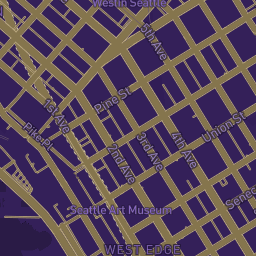 Westin Seattle
5th Ave
Pine St
1st Ave
Pike Pl
2nd Ave
3rd Ave
4th Ave
Union St
Senec
Seattle Art Museum
WEST EDGE